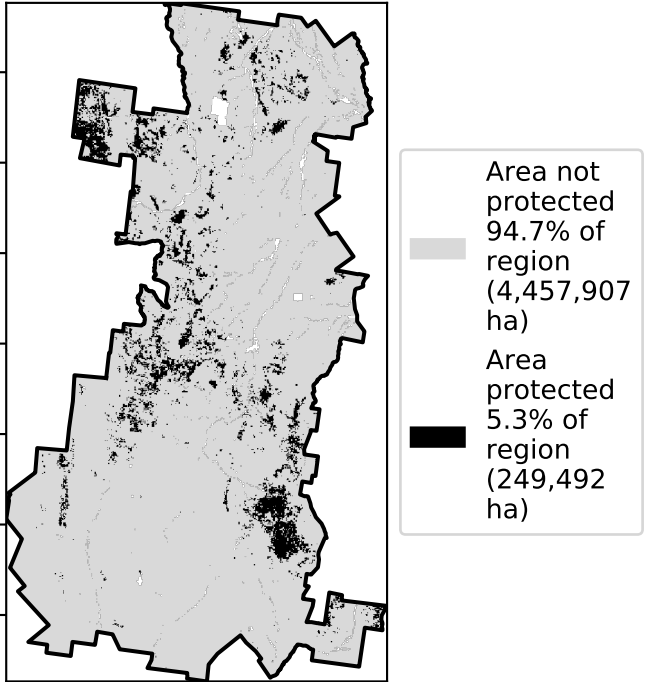 Area not
protected
94.7% of
region
(4,457,907
ha)
Area
protected
5.3% of
region
(249,492
ha)